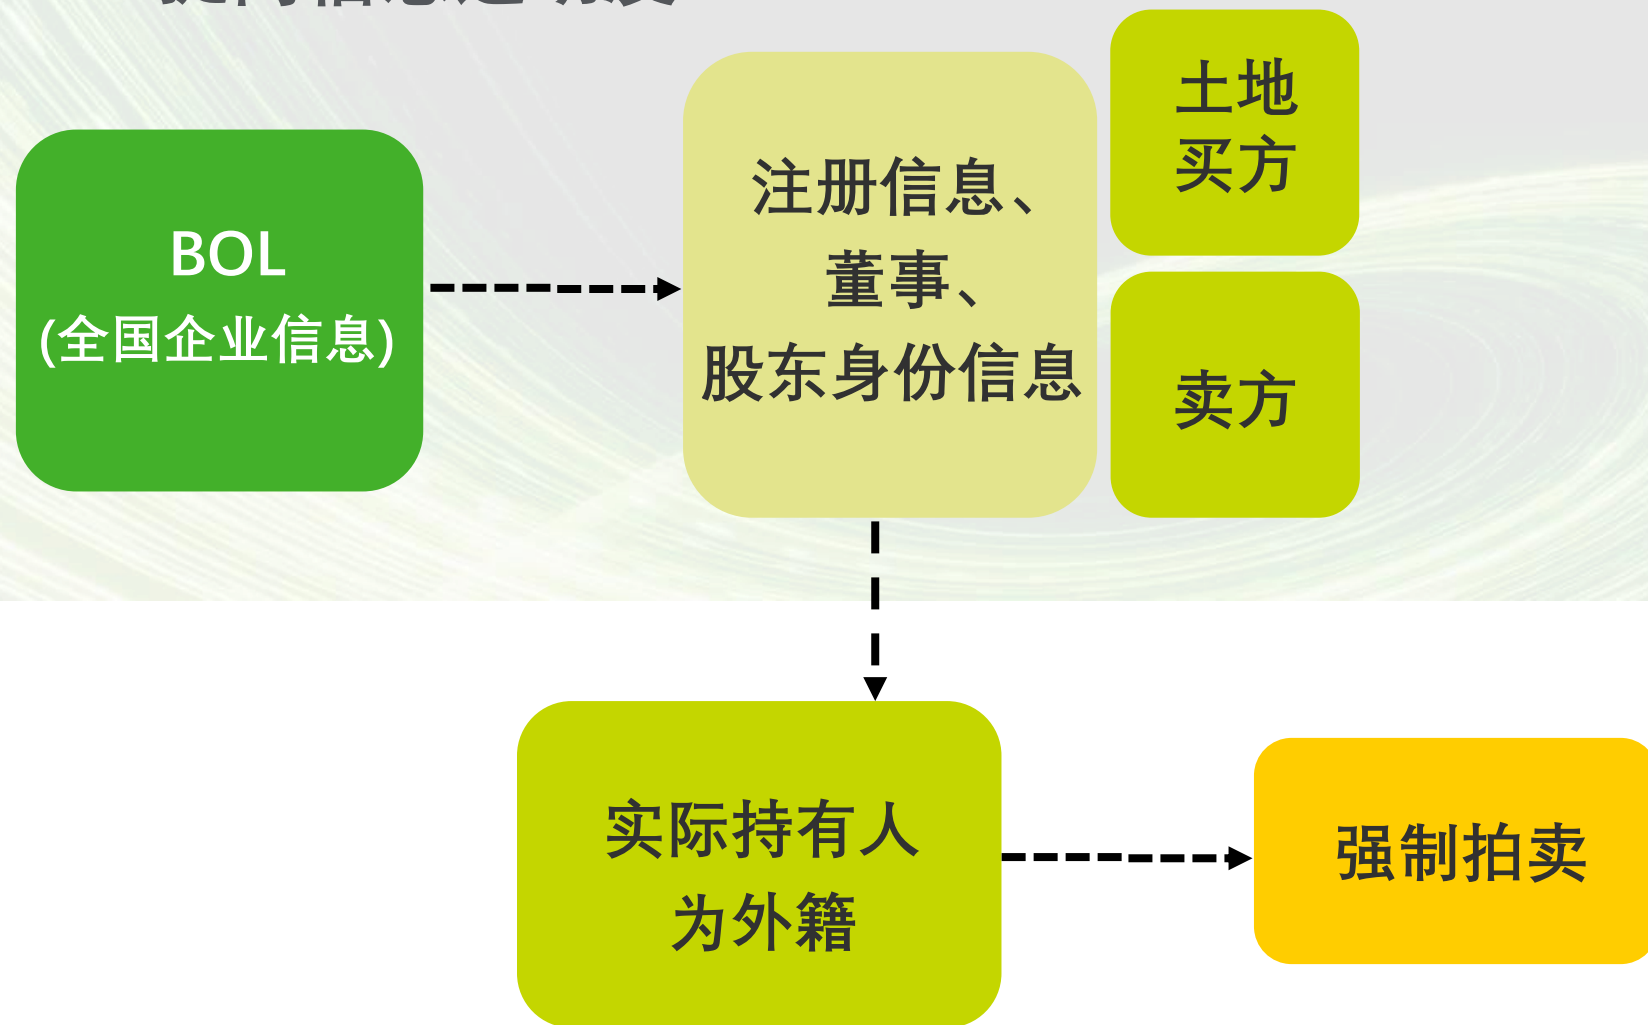 BOL
(全国企业信息)
注册信息、
董事、
股东身份信息
土地
买方
卖方
实际持有人
为外籍
强制拍卖